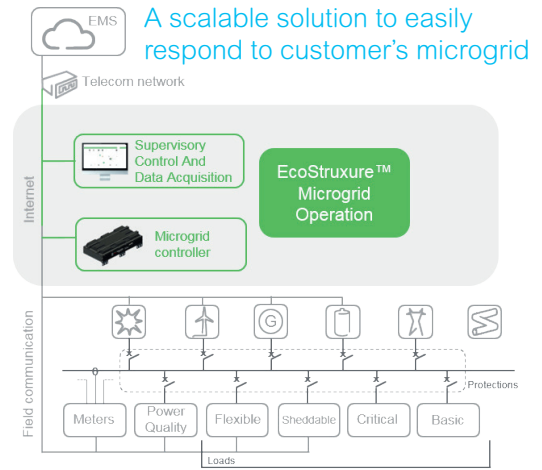 EMS
A scalable solution to easily
respond to customer's microgrid
Telecom network
Internet
Supervisory
Control And
Data Acquisition
EcoStruxure™
Microgrid
Operation
Microgrid
controller
Field communication
G
Protections
Meters
Power
Quality
Flexible
Sheddable
Critical
Basic
Loads